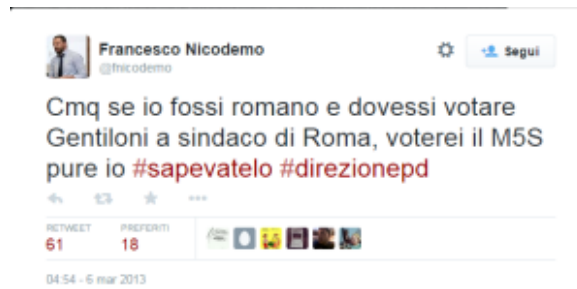 Francesco Nicodemo
@fnicodemo
Segui
Cmq se io fossi romano e dovessi votare
Gentiloni a sindaco di Roma, voterei il M5S
pure io #sapevatelo #direzionepd
RETWEET PREFERITI
61 18
04:54 - 6 mar 2013